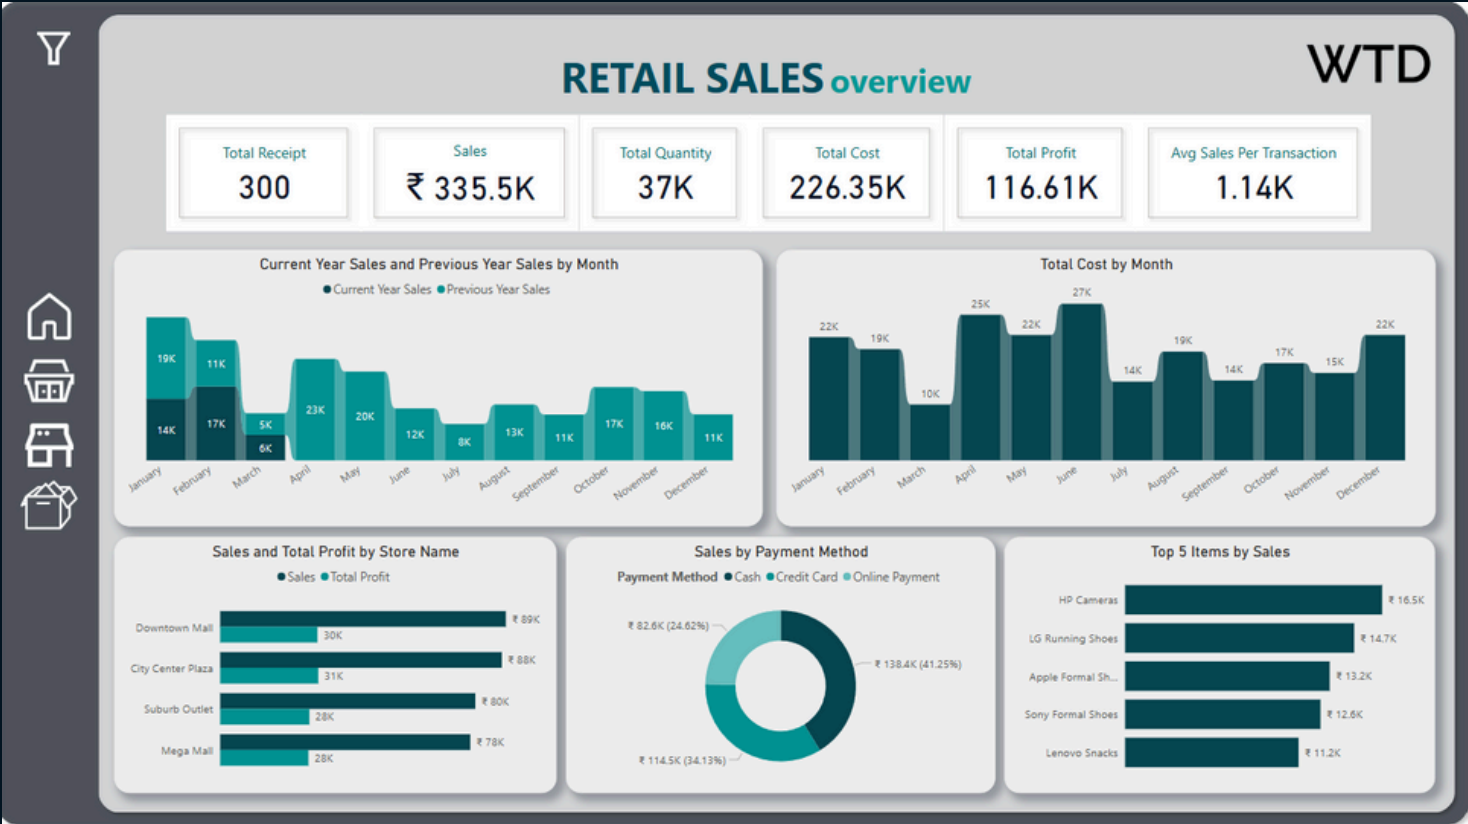 WTD
RETAIL SALES overview
Total Receipt
300
Sales
₹ 335.5K
Total Quantity
37K
Total Cost
226.35K
Total Profit
116.61K
Avg Sales Per Transaction
1.14K
Current Year Sales and Previous Year Sales by Month
Current Year Sales Previous Year Sales
19K
14K
11K
17K
5K
6K
23K
20K
12K
8K
13K
11K
17K
16K
11K
January
February
March
April
May
June
July
August
September
October
November
December
Total Cost by Month
22K
19K
10K
25K
22K
27K
14K
19K
14K
17K
15K
22K
January
February
March
April
May
June
July
August
September
October
November
December
Sales and Total Profit by Store Name
Sales Total Profit
Downtown Mall
₹ 89K
30K
City Center Plaza
₹ 88K
31K
Suburb Outlet
₹ 80K
28K
Mega Mall
₹ 78K
28K
Sales by Payment Method
Payment Method Cash Credit Card Online Payment
₹ 82.6K (24.62%)
₹ 138.4K (41.25%)
₹ 114.5K (34.13%)
Top 5 Items by Sales
HP Cameras ₹ 16.5K
LG Running Shoes ₹ 14.7K
Apple Formal Sh... ₹ 13.2K
Sony Formal Shoes ₹ 12.6K
Lenovo Snacks ₹ 11.2K